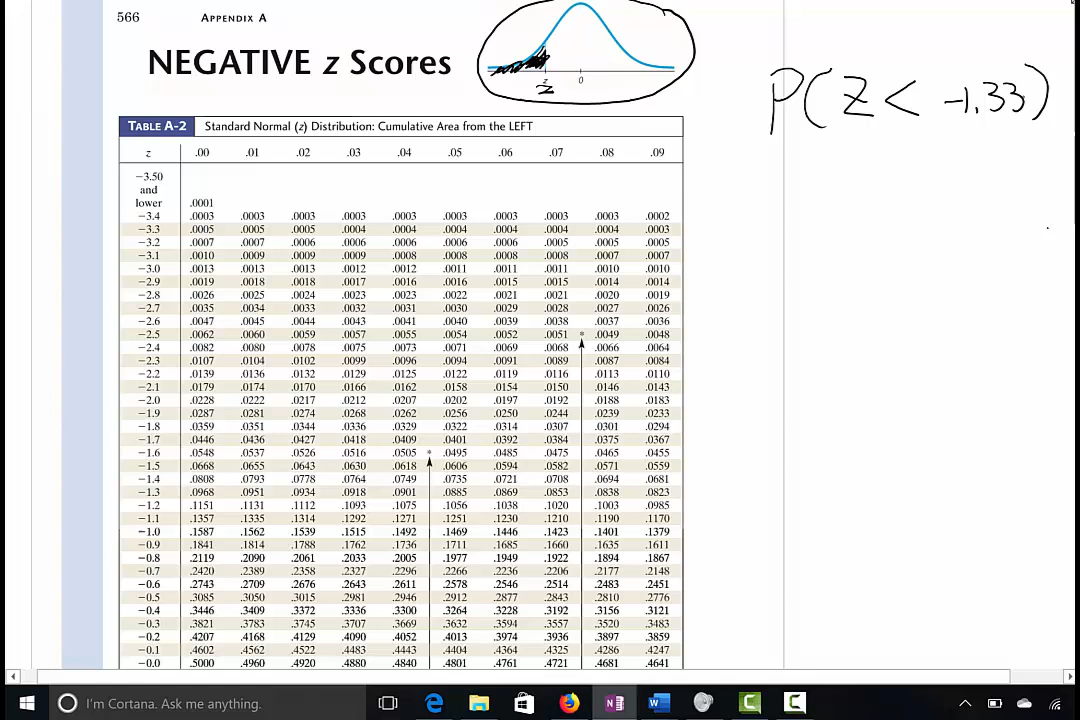 566 APPENDIX A
NEGATIVE z Scores
z 0
z
P(Z < -1.33)
TABLE A-2 Standard Normal (z) Distribution: Cumulative Area from the LEFT
z .00 .01 .02 .03 .04 .05 .06 .07 .08 .09
−3.50
and
lower .0001
−3.4 .0003 .0003 .0003 .0003 .0003 .0003 .0003 .0003 .0003 .0002
−3.3 .0005 .0005 .0005 .0004 .0004 .0004 .0004 .0004 .0004 .0003
−3.2 .0007 .0007 .0006 .0006 .0006 .0006 .0006 .0005 .0005 .0005
−3.1 .0010 .0009 .0009 .0009 .0008 .0008 .0008 .0008 .0007 .0007
−3.0 .0013 .0013 .0013 .0012 .0012 .0011 .0011 .0011 .0010 .0010
−2.9 .0019 .0018 .0018 .0017 .0016 .0016 .0015 .0015 .0014 .0014
−2.8 .0026 .0025 .0024 .0023 .0023 .0022 .0021 .0021 .0020 .0019
−2.7 .0035 .0034 .0033 .0032 .0031 .0030 .0029 .0028 .0027 .0026
−2.6 .0047 .0045 .0044 .0043 .0041 .0040 .0039 .0038 .0037 .0036
−2.5 .0062 .0060 .0059 .0057 .0055 .0054 .0052 .0051 * .0049 .0048
−2.4 .0082 .0080 .0078 .0075 .0073 .0071 .0069 .0068 .0066 .0064
−2.3 .0107 .0104 .0102 .0099 .0096 .0094 .0091 .0089 .0087 .0084
−2.2 .0139 .0136 .0132 .0129 .0125 .0122 .0119 .0116 .0113 .0110
−2.1 .0179 .0174 .0170 .0166 .0162 .0158 .0154 .0150 .0146 .0143
−2.0 .0228 .0222 .0217 .0212 .0207 .0202 .0197 .0192 .0188 .0183
−1.9 .0287 .0281 .0274 .0268 .0262 .0256 .0250 .0244 .0239 .0233
−1.8 .0359 .0351 .0344 .0336 .0329 .0322 .0314 .0307 .0301 .0294
−1.7 .0446 .0436 .0427 .0418 .0409 .0401 .0392 .0384 .0375 .0367
−1.6 .0548 .0537 .0526 .0516 .0505 * .0495 .0485 .0475 .0465 .0455
−1.5 .0668 .0655 .0643 .0630 .0618 .0606 .0594 .0582 .0571 .0559
−1.4 .0808 .0793 .0778 .0764 .0749 .0735 .0721 .0708 .0694 .0681
−1.3 .0968 .0951 .0934 .0918 .0901 .0885 .0869 .0853 .0838 .0823
−1.2 .1151 .1131 .1112 .1093 .1075 .1056 .1038 .1020 .1003 .0985
−1.1 .1357 .1335 .1314 .1292 .1271 .1251 .1230 .1210 .1190 .1170
−1.0 .1587 .1562 .1539 .1515 .1492 .1469 .1446 .1423 .1401 .1379
−0.9 .1841 .1814 .1788 .1762 .1736 .1711 .1685 .1660 .1635 .1611
−0.8 .2119 .2090 .2061 .2033 .2005 .1977 .1949 .1922 .1894 .1867
−0.7 .2420 .2389 .2358 .2327 .2296 .2266 .2236 .2206 .2177 .2148
−0.6 .2743 .2709 .2676 .2643 .2611 .2578 .2546 .2514 .2483 .2451
−0.5 .3085 .3050 .3015 .2981 .2946 .2912 .2877 .2843 .2810 .2776
−0.4 .3446 .3409 .3372 .3336 .3300 .3264 .3228 .3192 .3156 .3121
−0.3 .3821 .3783 .3745 .3707 .3669 .3632 .3594 .3557 .3520 .3483
−0.2 .4207 .4168 .4129 .4090 .4052 .4013 .3974 .3936 .3897 .3859
−0.1 .4602 .4562 .4522 .4483 .4443 .4404 .4364 .4325 .4286 .4247
−0.0 .5000 .4960 .4920 .4880 .4840 .4801 .4761 .4721 .4681 .4641
I'm Cortana. Ask me anything.